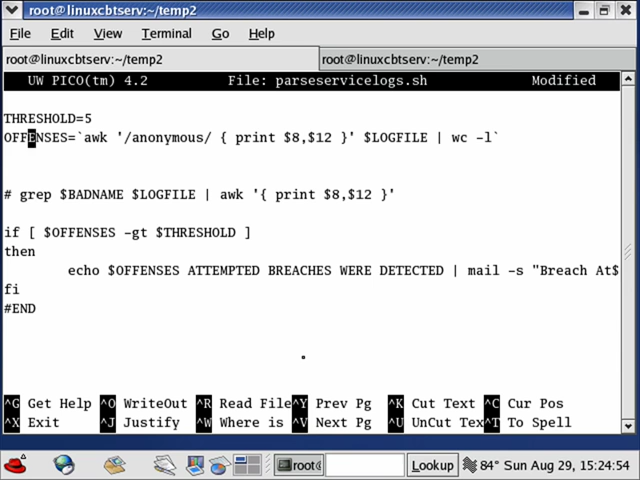 root@linuxcbtserv:~/temp2
File Edit View Terminal Go Help
root@linuxcbtserv:~/temp2 root@linuxcbtserv:~/temp2
UW PICO(tm) 4.2 File: parseservicelogs.sh Modified
THRESHOLD=5
OFFENSES=`awk '/anonymous/ { print $8,$12 }' $LOGFILE | wc -l`
# grep $BADNAME $LOGFILE | awk '{ print $8,$12 }'
if [ $OFFENSES -gt $THRESHOLD ]
then
echo $OFFENSES ATTEMPTED BREACHES WERE DETECTED | mail -s "Breach At$
fi
#END
^G Get Help ^O WriteOut ^R Read File ^Y Prev Pg ^K Cut Text ^C Cur Pos
^X Exit ^J Justify ^W Where is ^V Next Pg ^U UnCut Tex ^T To Spell
root@ Lookup 84° Sun Aug 29, 15:24:54